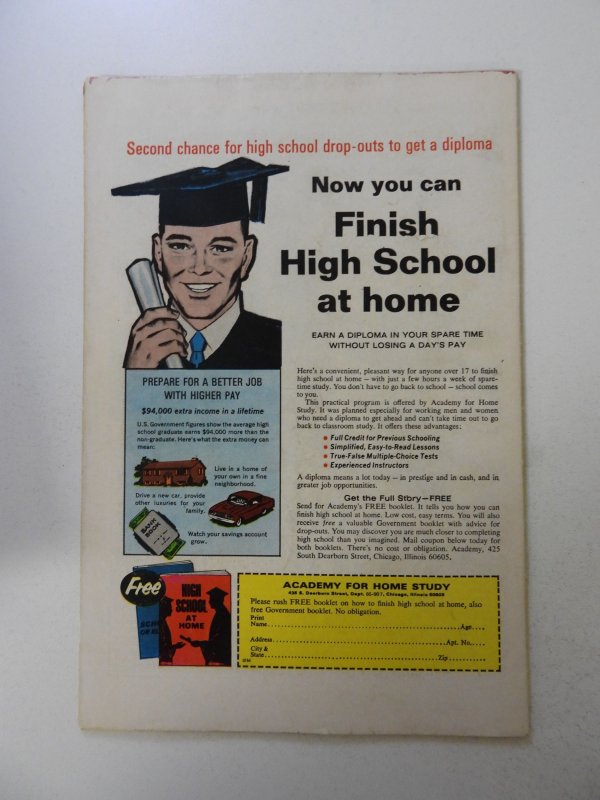 Second chance for high school drop-outs to get a diploma
Now you can
Finish
High School
at home
EARN A DIPLOMA IN YOUR SPARE TIME
WITHOUT LOSING A DAY'S PAY
PREPARE FOR A BETTER JOB
WITH HIGHER PAY
$94,000 extra income in a lifetime
U.S. Government figures show the average high
school graduate earns $94,000 more than the
non-graduate. Here's what the extra money can
mean:
Live in a home of
your own in a fine
neighborhood.
Drive a new car, provide
other luxuries for your
family.
BANK
BOOK
Watch your savings account
grow.
Here's a convenient, pleasant way for anyone over 17 to finish
high school at home — with just a few hours a week of spare-
time study. You don't have to go back to school — school comes
to you.
This practical program is offered by Academy for Home
Study. It was planned especially for working men and women
who need a diploma to get ahead and can't take time out to go
back to classroom study. It offers these advantages:
• Full Credit for Previous Schooling
• Simplified, Easy-to-Read Lessons
• True-False Multiple-Choice Tests
• Experienced Instructors
A diploma means a lot today — in prestige and in cash, and in
greater job opportunities.
Get the Full Story—FREE
Send for Academy's FREE booklet. It tells you how you can
finish high school at home. Low cost, easy terms. You will also
receive free a valuable Government booklet with advice for
drop-outs. You may discover you are much closer to completing
high school than you imagined. Mail coupon below today for
both booklets. There's no cost or obligation. Academy, 425
South Dearborn Street, Chicago, Illinois 60605.
Free
HIGH
SCHOOL
AT
HOME
ACADEMY FOR HOME STUDY
425 S. Dearborn Street, Dept. Chicago, Illinois 60605
Please rush FREE booklet on how to finish high school at home, also
free Government booklet. No obligation.
Print
Name Age
Address Apt. No.
City &
State Zip